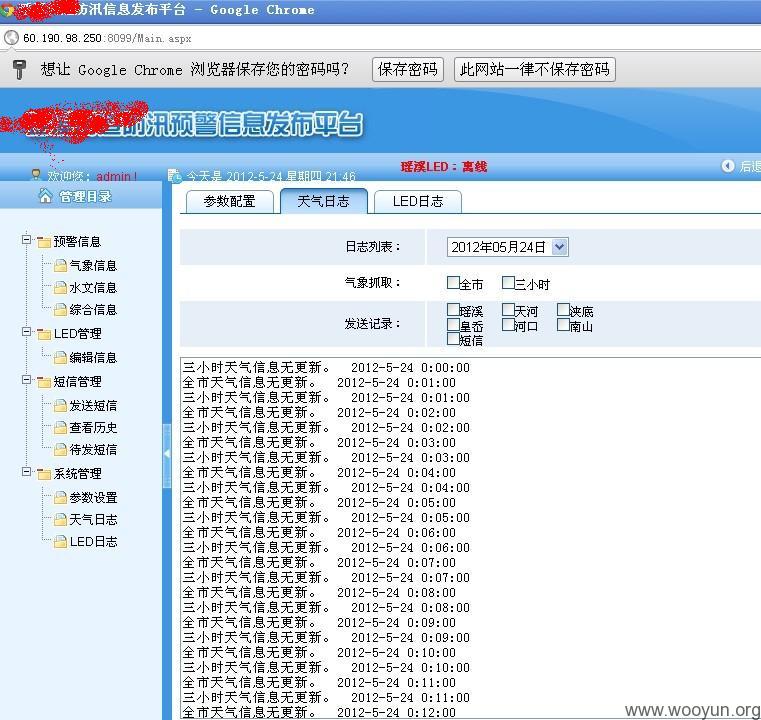 防汛信息发布平台 - Google Chrome
60.190.98.250:8099/Main.aspx
想让 Google Chrome 浏览器保存您的密码吗？ 保存密码 此网站一律不保存密码
防汛预警信息发布平台
欢迎您：admin！ 今天是 2012-5-24 星期四 21:46 瑶溪LED：离线 后退
管理目录 参数配置 天气日志 LED日志
预警信息
气象信息
水文信息
综合信息
LED管理
编辑信息
短信管理
发送短信
查看历史
待发短信
系统管理
参数设置
天气日志
LED日志
日志列表： 2012年05月24日
气象抓取： 全市 三小时
发送记录： 瑶溪 天河 浃底
皇岙 河口 南山
短信
三小时天气信息无更新。 2012-5-24 0:00:00
全市天气信息无更新。 2012-5-24 0:01:00
三小时天气信息无更新。 2012-5-24 0:01:00
全市天气信息无更新。 2012-5-24 0:02:00
三小时天气信息无更新。 2012-5-24 0:02:00
全市天气信息无更新。 2012-5-24 0:03:00
三小时天气信息无更新。 2012-5-24 0:03:00
全市天气信息无更新。 2012-5-24 0:04:00
三小时天气信息无更新。 2012-5-24 0:04:00
全市天气信息无更新。 2012-5-24 0:05:00
三小时天气信息无更新。 2012-5-24 0:05:00
全市天气信息无更新。 2012-5-24 0:06:00
三小时天气信息无更新。 2012-5-24 0:06:00
全市天气信息无更新。 2012-5-24 0:07:00
三小时天气信息无更新。 2012-5-24 0:07:00
全市天气信息无更新。 2012-5-24 0:08:00
三小时天气信息无更新。 2012-5-24 0:08:00
全市天气信息无更新。 2012-5-24 0:09:00
三小时天气信息无更新。 2012-5-24 0:09:00
全市天气信息无更新。 2012-5-24 0:10:00
三小时天气信息无更新。 2012-5-24 0:10:00
全市天气信息无更新。 2012-5-24 0:11:00
三小时天气信息无更新。 2012-5-24 0:11:00
全市天气信息无更新。 2012-5-24 0:12:00
www.wooyun.org